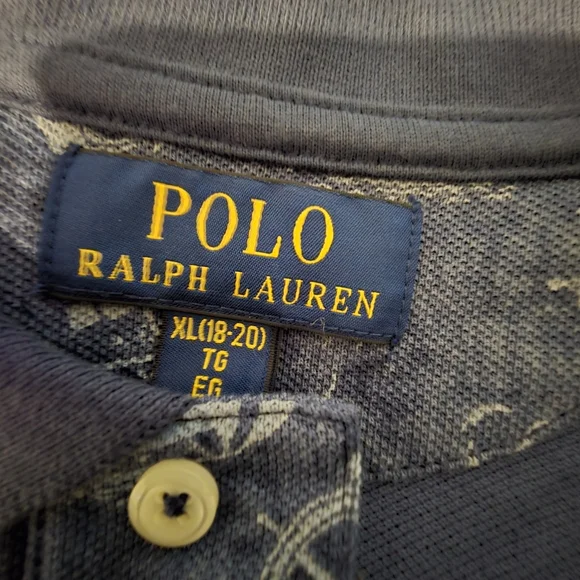 POLO
RALPH LAUREN
XL(18-20)
TG
EG